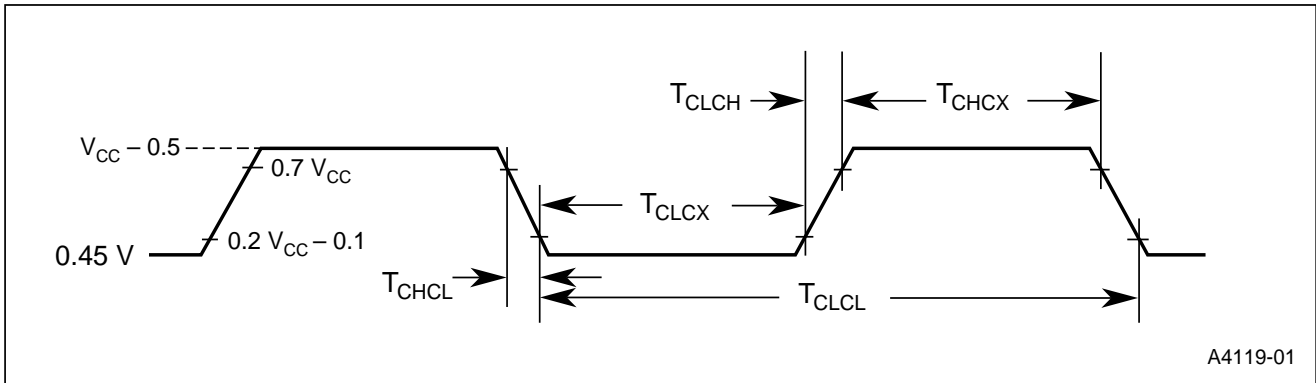 T_CLCH
T_CHCX
V_CC – 0.5
0.7 V_CC
T_CLCX
0.2 V_CC – 0.1
0.45 V
T_CHCL
T_CLCL
A4119-01